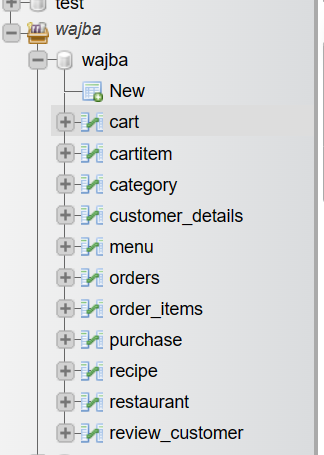 test
wajba
wajba
New
cart
cartitem
category
customer_details
menu
orders
order_items
purchase
recipe
restaurant
review_customer